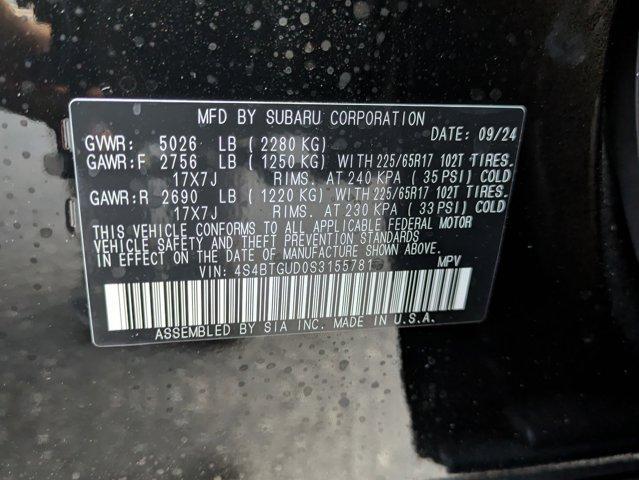 MFD BY SUBARU CORPORATION
GVWR: 5026 LB (2280 KG) DATE: 09/24
GAWR:F 2756 LB (1250 KG) WITH 225/65R17 102T TIRES.
17X7J RIMS. AT 240 KPA (35 PSI) COLD
GAWR:R 2690 LB (1220 KG) WITH 225/65R17 102T TIRES.
17X7J RIMS. AT 230 KPA (33 PSI) COLD
THIS VEHICLE CONFORMS TO ALL APPLICABLE FEDERAL MOTOR
VEHICLE SAFETY AND THEFT PREVENTION STANDARDS
IN EFFECT ON THE DATE OF MANUFACTURE SHOWN ABOVE.
VIN: 4S4BTGUD0S3155781 MPV
ASSEMBLED BY SIA INC. MADE IN U.S.A.